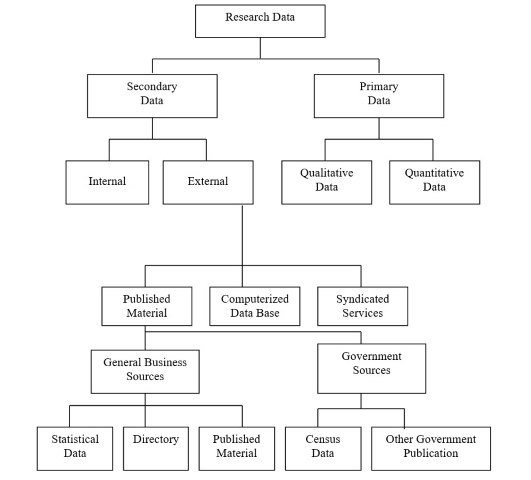 Research Data
Secondary
Data
Primary
Data
Internal
External
Qualitative
Data
Quantitative
Data
Published
Material
Computerized
Data Base
Syndicated
Services
General Business
Sources
Government
Sources
Statistical
Data
Directory
Published
Material
Census
Data
Other Government
Publication